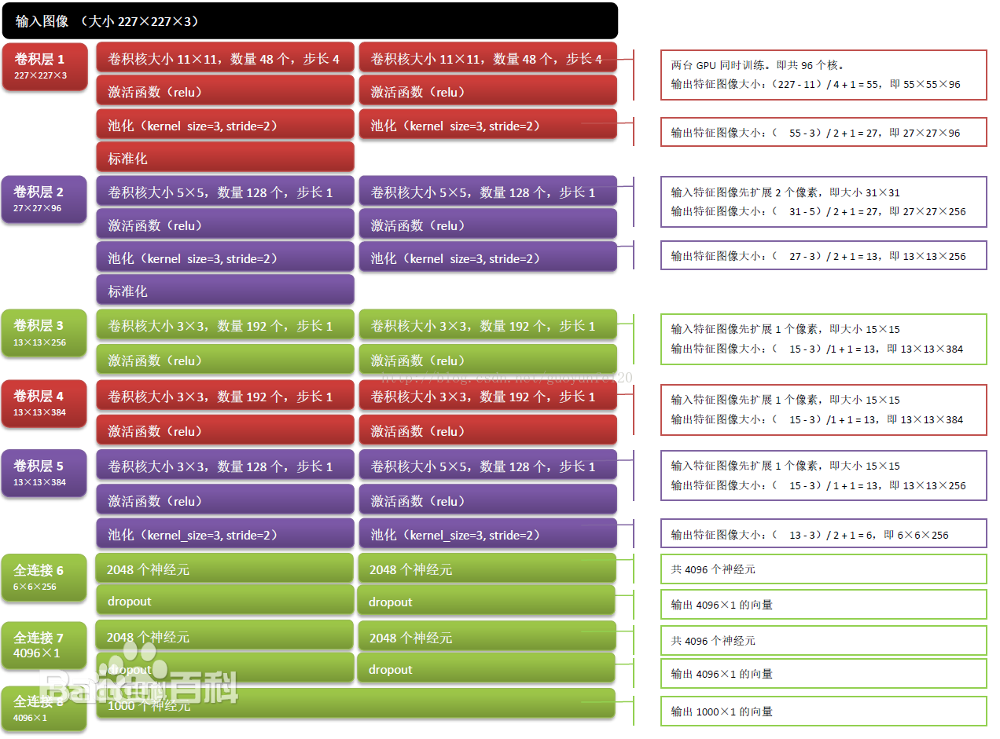 输入图像 （大小 227×227×3）
卷积层 1
227×227×3
卷积核大小 11×11，数量 48 个，步长 4
卷积核大小 11×11，数量 48 个，步长 4
激活函数（relu）
激活函数（relu）
池化（kernel_size=3, stride=2）
池化（kernel_size=3, stride=2）
标准化
两台 GPU 同时训练。即共 96 个核。
输出特征图像大小：（227 - 11）/ 4 + 1 = 55，即 55×55×96
输出特征图像大小：（ 55 - 3）/ 2 + 1 = 27，即 27×27×96
卷积层 2
27×27×96
卷积核大小 5×5，数量 128 个，步长 1
卷积核大小 5×5，数量 128 个，步长 1
激活函数（relu）
激活函数（relu）
池化（kernel_size=3, stride=2）
池化（kernel_size=3, stride=2）
标准化
输入特征图像先扩展 2 个像素，即大小 31×31
输出特征图像大小：（ 31 - 5）/ 2 + 1 = 27，即 27×27×256
输出特征图像大小：（ 27 - 3）/ 2 + 1 = 13，即 13×13×256
卷积层 3
13×13×256
卷积核大小 3×3，数量 192 个，步长 1
卷积核大小 3×3，数量 192 个，步长 1
激活函数（relu）
激活函数（relu）
输入特征图像先扩展 1 个像素，即大小 15×15
输出特征图像大小：（ 15 - 3）/1 + 1 = 13，即 13×13×384
卷积层 4
13×13×384
卷积核大小 3×3，数量 192 个，步长 1
卷积核大小 3×3，数量 192 个，步长 1
激活函数（relu）
激活函数（relu）
输入特征图像先扩展 1 个像素，即大小 15×15
输出特征图像大小：（ 15 - 3）/1 + 1 = 13，即 13×13×384
卷积层 5
13×13×384
卷积核大小 3×3，数量 128 个，步长 1
卷积核大小 5×5，数量 128 个，步长 1
激活函数（relu）
激活函数（relu）
池化（kernel_size=3, stride=2）
池化（kernel_size=3, stride=2）
输入特征图像先扩展 1 个像素，即大小 15×15
输出特征图像大小：（ 15 - 3）/ 1 + 1 = 13，即 13×13×256
输出特征图像大小：（ 13 - 3）/ 2 + 1 = 6，即 6×6×256
全连接 6
6×6×256
2048 个神经元
2048 个神经元
dropout
dropout
共 4096 个神经元
输出 4096×1 的向量
全连接 7
4096×1
2048 个神经元
2048 个神经元
dropout
dropout
共 4096 个神经元
输出 4096×1 的向量
全连接 8
4096×1
1000 个神经元
输出 1000×1 的向量
Baidu百科